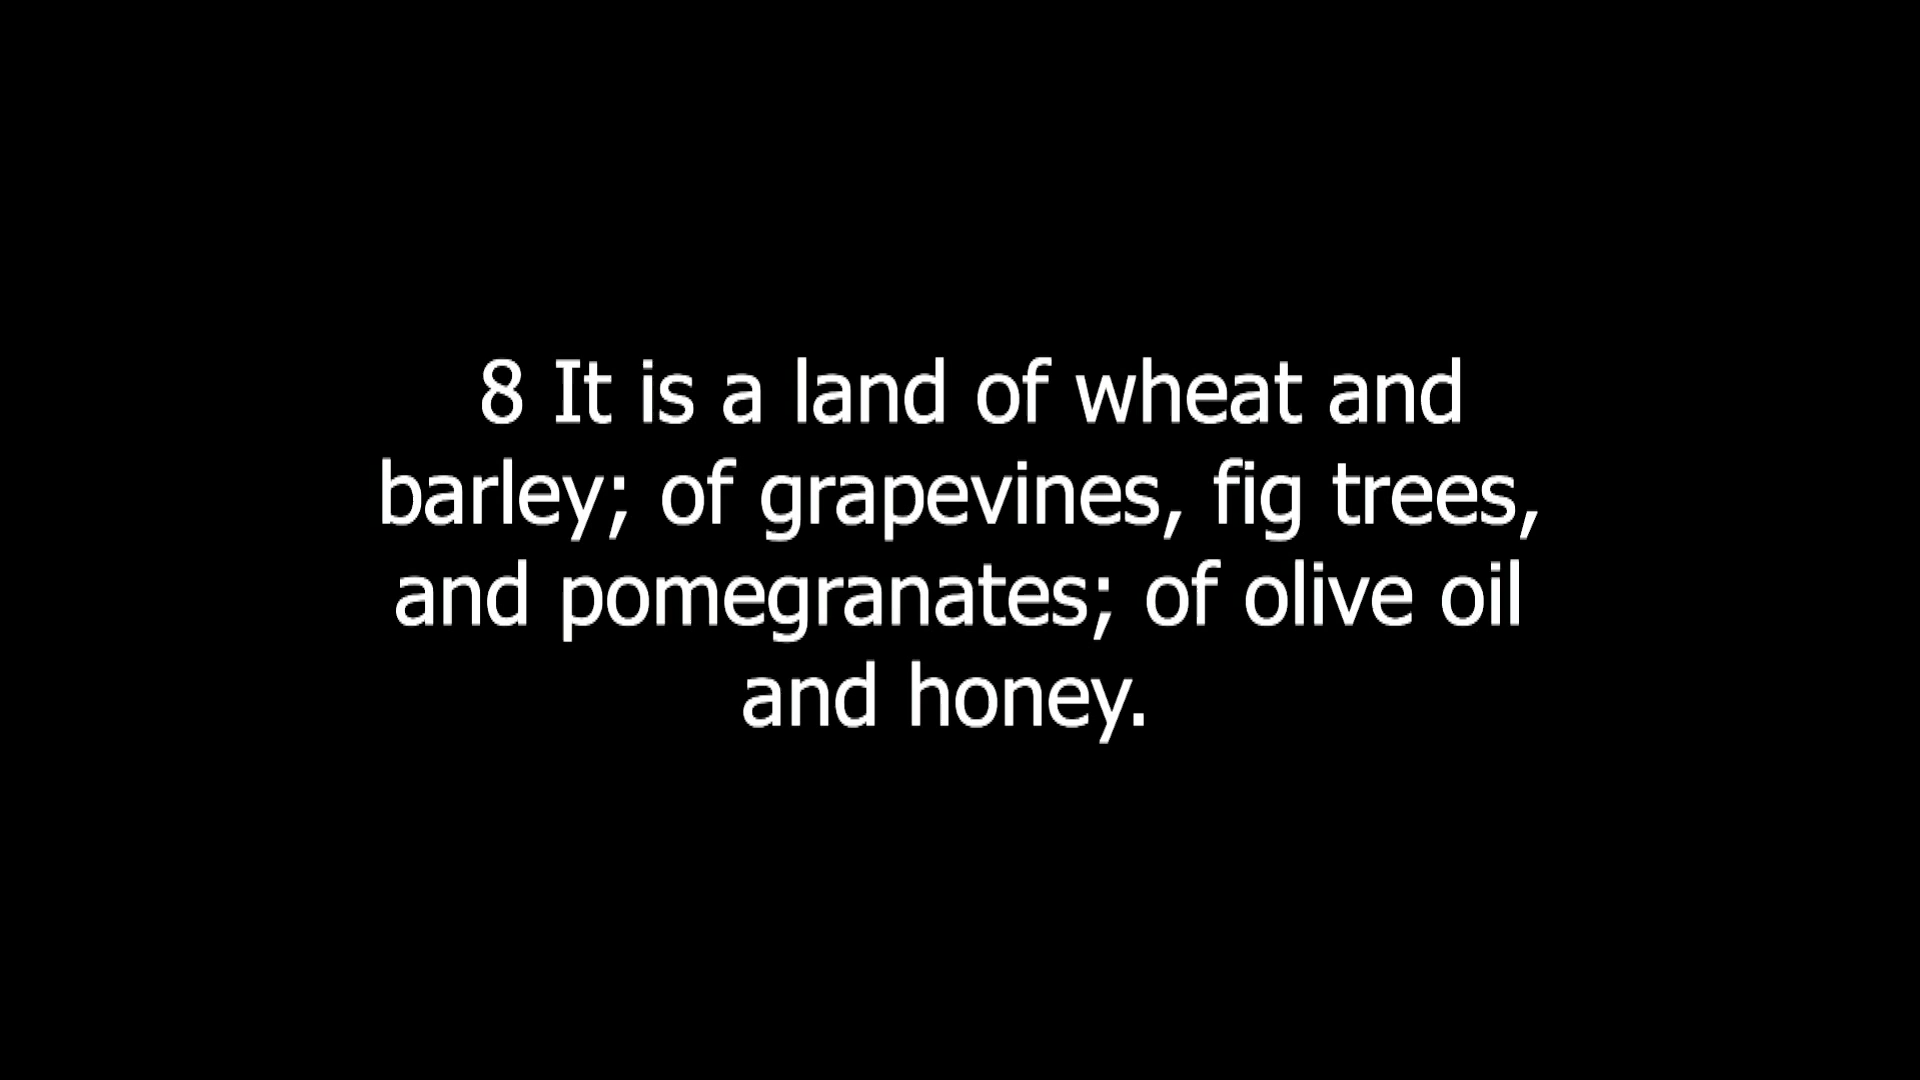 8 It is a land of wheat and
barley; of grapevines, fig trees,
and pomegranates; of olive oil
and honey.